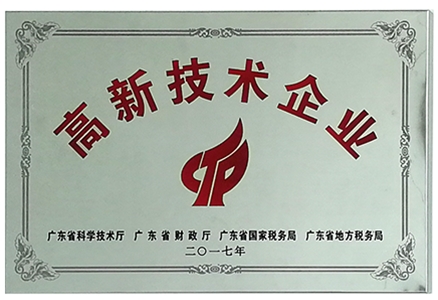 高新技术企业
广东省科学技术厅 广东省财政厅 广东省国家税务局 广东省地方税务局
二〇一七年